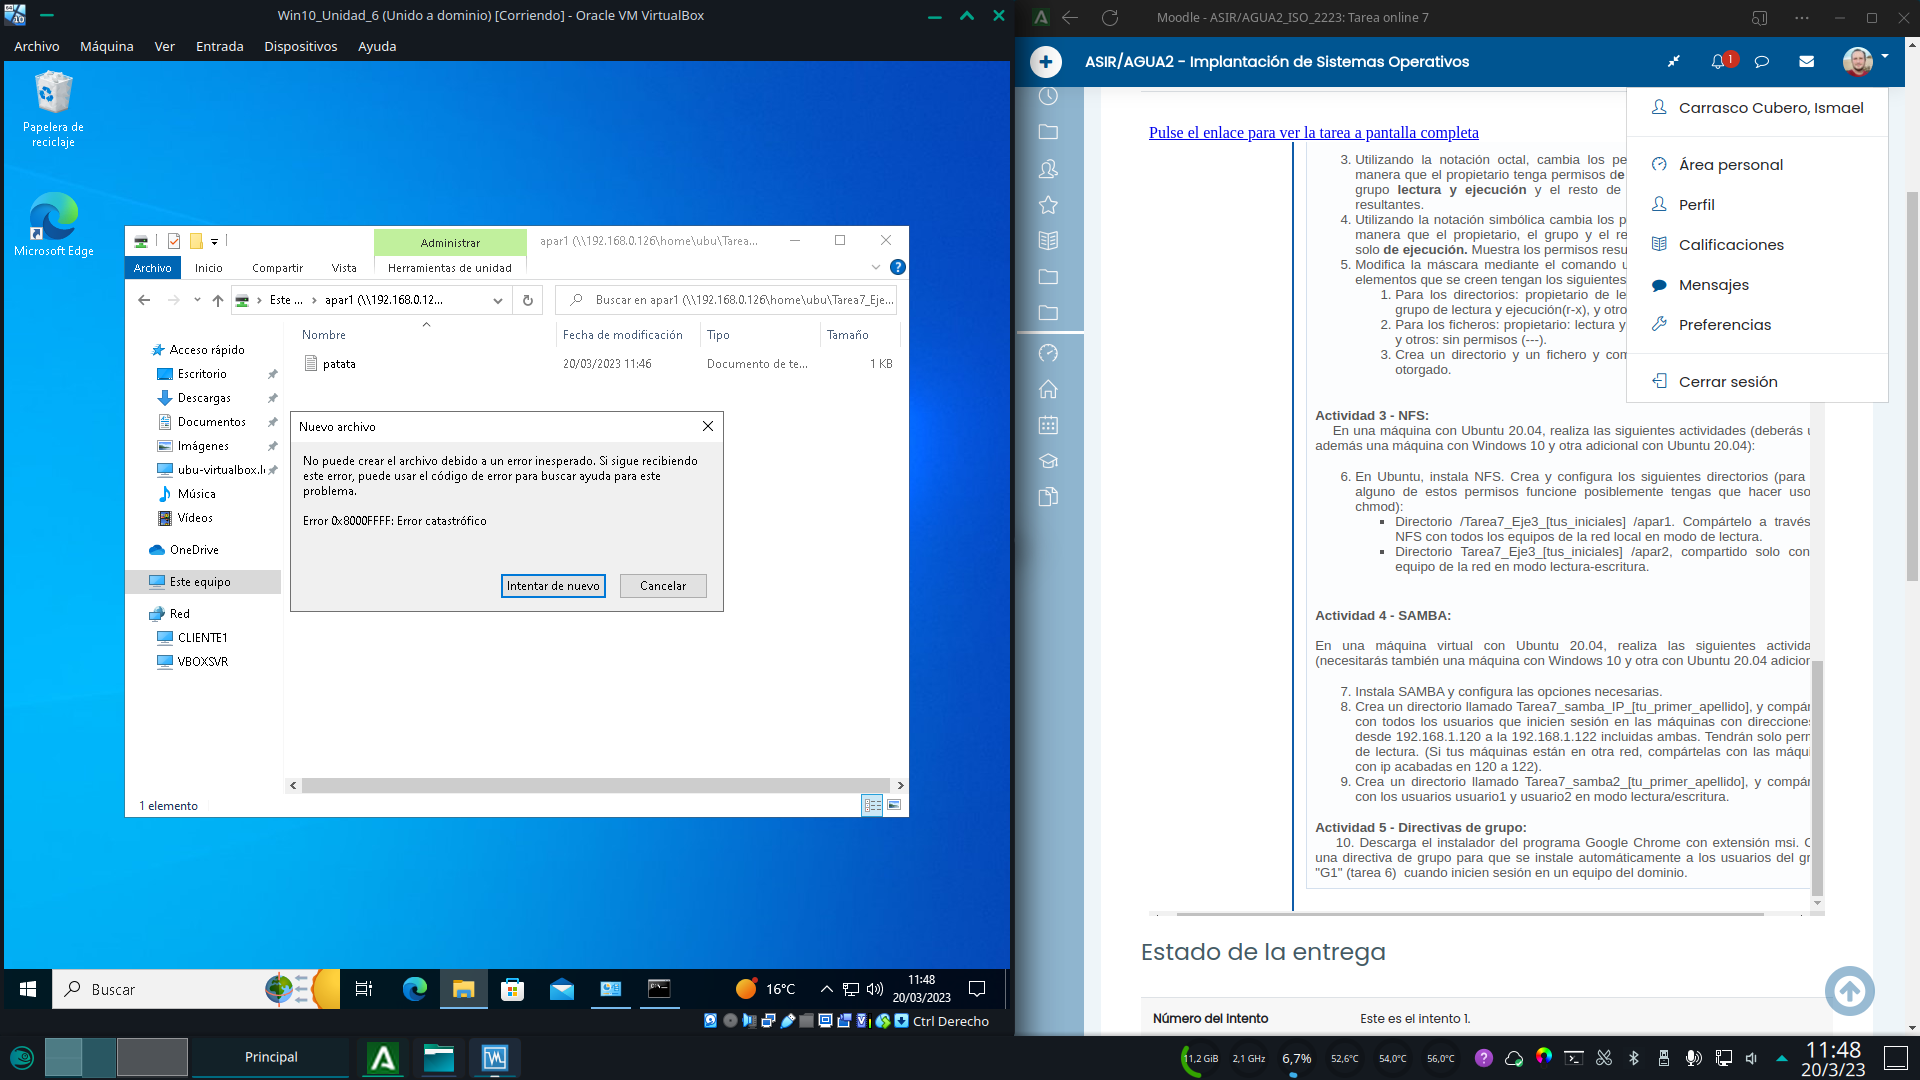 Win10_Unidad_6 (Unido a dominio) [Corriendo] - Oracle VM VirtualBox
Archivo Máquina Ver Entrada Dispositivos Ayuda
Papelera de
reciclaje
Microsoft Edge
Administrar
apar1 (\\192.168.0.126\home\ubu\Tarea...
Archivo Inicio Compartir Vista Herramientas de unidad
Este ... > apar1 (\\192.168.0.12...
Buscar en apar1 (\\192.168.0.126\home\ubu\Tarea7_Eje...
Nombre Fecha de modificación Tipo Tamaño
patata 20/03/2023 11:46 Documento de te... 1 KB
Acceso rápido
Escritorio
Descargas
Documentos
Imágenes
ubu-virtualbox.l
Música
Vídeos
OneDrive
Este equipo
Red
CLIENTE1
VBOXSVR
Nuevo archivo
No puede crear el archivo debido a un error inesperado. Si sigue recibiendo
este error, puede usar el código de error para buscar ayuda para este
problema.
Error 0x8000FFFF: Error catastrófico
Intentar de nuevo Cancelar
1 elemento
Buscar
16°C
11:48
20/03/2023
Ctrl Derecho
Moodle - ASIR/AGUA2_ISO_2223: Tarea online 7
ASIR/AGUA2 - Implantación de Sistemas Operativos
1
Carrasco Cubero, Ismael
Área personal
Perfil
Calificaciones
Mensajes
Preferencias
Cerrar sesión
Pulse el enlace para ver la tarea a pantalla completa
3. Utilizando la notación octal, cambia los pe
manera que el propietario tenga permisos de
grupo lectura y ejecución y el resto de
resultantes.
4. Utilizando la notación simbólica cambia los p
manera que el propietario, el grupo y el re
solo de ejecución. Muestra los permisos resu
5. Modifica la máscara mediante el comando u
elementos que se creen tengan los siguientes
1. Para los directorios: propietario de le
grupo de lectura y ejecución(r-x), y otro
2. Para los ficheros: propietario: lectura y
y otros: sin permisos (---).
3. Crea un directorio y un fichero y com
otorgado.
Actividad 3 - NFS:
En una máquina con Ubuntu 20.04, realiza las siguientes actividades (deberás u
además una máquina con Windows 10 y otra adicional con Ubuntu 20.04):
6. En Ubuntu, instala NFS. Crea y configura los siguientes directorios (para
alguno de estos permisos funcione posiblemente tengas que hacer uso
chmod):
▪ Directorio /Tarea7_Eje3_[tus_iniciales] /apar1. Compártelo a través
NFS con todos los equipos de la red local en modo de lectura.
▪ Directorio Tarea7_Eje3_[tus_iniciales] /apar2, compartido solo con
equipo de la red en modo lectura-escritura.
Actividad 4 - SAMBA:
En una máquina virtual con Ubuntu 20.04, realiza las siguientes activida
(necesitarás también una máquina con Windows 10 y otra con Ubuntu 20.04 adicion
7. Instala SAMBA y configura las opciones necesarias.
8. Crea un directorio llamado Tarea7_samba_IP_[tu_primer_apellido], y compár
con todos los usuarios que inicien sesión en las máquinas con direccione
desde 192.168.1.120 a la 192.168.1.122 incluidas ambas. Tendrán solo perm
de lectura. (Si tus máquinas están en otra red, compártelas con las máqui
con ip acabadas en 120 a 122).
9. Crea un directorio llamado Tarea7_samba2_[tu_primer_apellido], y compár
con los usuarios usuario1 y usuario2 en modo lectura/escritura.
Actividad 5 - Directivas de grupo:
10. Descarga el instalador del programa Google Chrome con extensión msi. C
una directiva de grupo para que se instale automáticamente a los usuarios del gr
"G1" (tarea 6) cuando inicien sesión en un equipo del dominio.
Estado de la entrega
Número del Intento Este es el intento 1.
Principal
11,2 GiB 2,1 GHz 6,7% 52,6°C 54,0°C 56,0°C
11:48
20/3/23